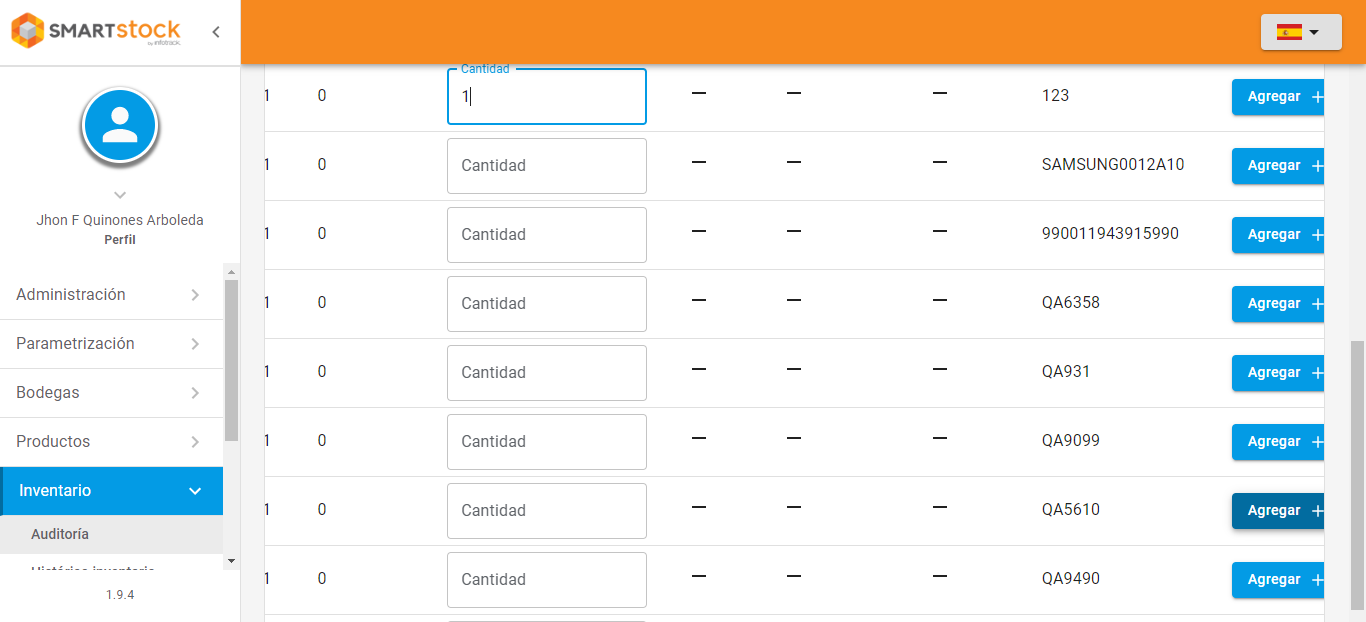 SMARTstock
by infotrack.
Jhon F Quinones Arboleda
Perfil
Administración
Parametrización
Bodegas
Productos
Inventario
Auditoría
Histórico inventario
1.9.4
Cantidad
1 0 1 — — — 123 Agregar +
1 0 Cantidad — — — SAMSUNG0012A10 Agregar +
1 0 Cantidad — — — 990011943915990 Agregar +
1 0 Cantidad — — — QA6358 Agregar +
1 0 Cantidad — — — QA931 Agregar +
1 0 Cantidad — — — QA9099 Agregar +
1 0 Cantidad — — — QA5610 Agregar +
1 0 Cantidad — — — QA9490 Agregar +